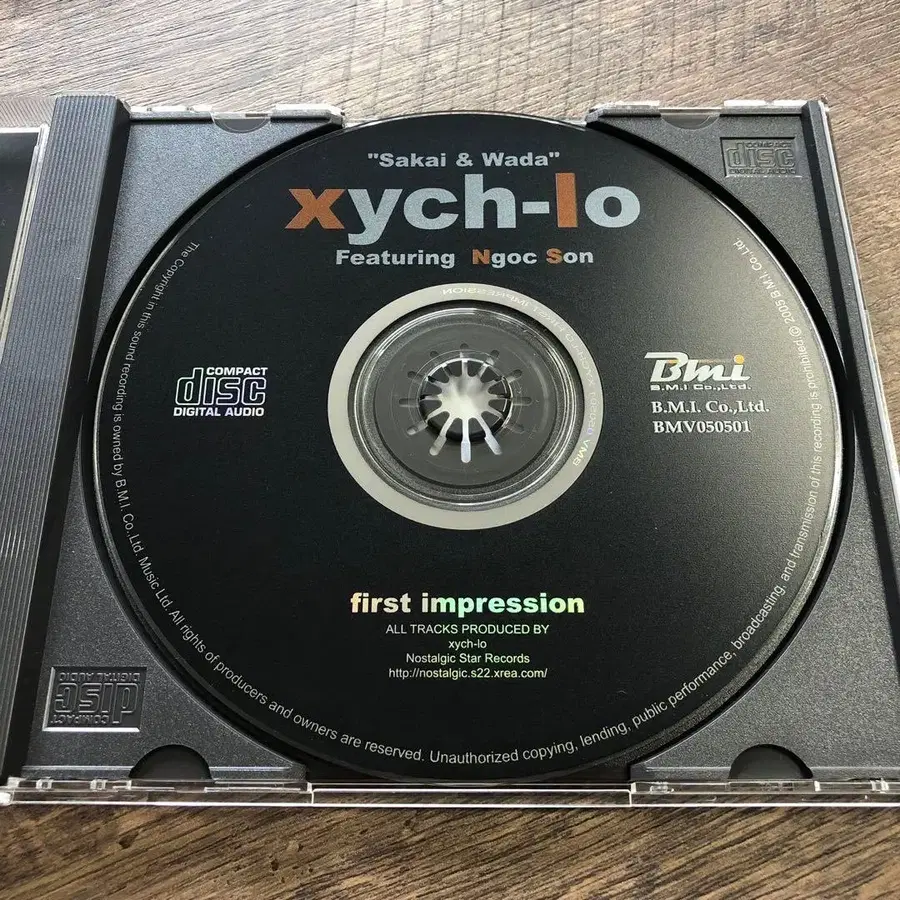 "Sakai & Wada"
xych-lo
Featuring Ngoc Son
COMPACT
disc
DIGITAL AUDIO
Bmi
B.M.I Co.,Ltd.
B.M.I. Co.,Ltd.
BMV050501
first impression
ALL TRACKS PRODUCED BY
xych-lo
Nostalgic Star Records
http://nostalgic.s22.xrea.com/
The Copyright in this sound recording is owned by B.M.I. Co.,Ltd. Music Ltd. All rights of producers and owners are reserved. Unauthorized copying, lending, public performance, broadcasting, and transmission of this recording is prohibited © 2005 B.M.I. Co.,Ltd.
COMPACT
disc
DIGITAL AUDIO
COMPACT
disc
DIGITAL AUDIO